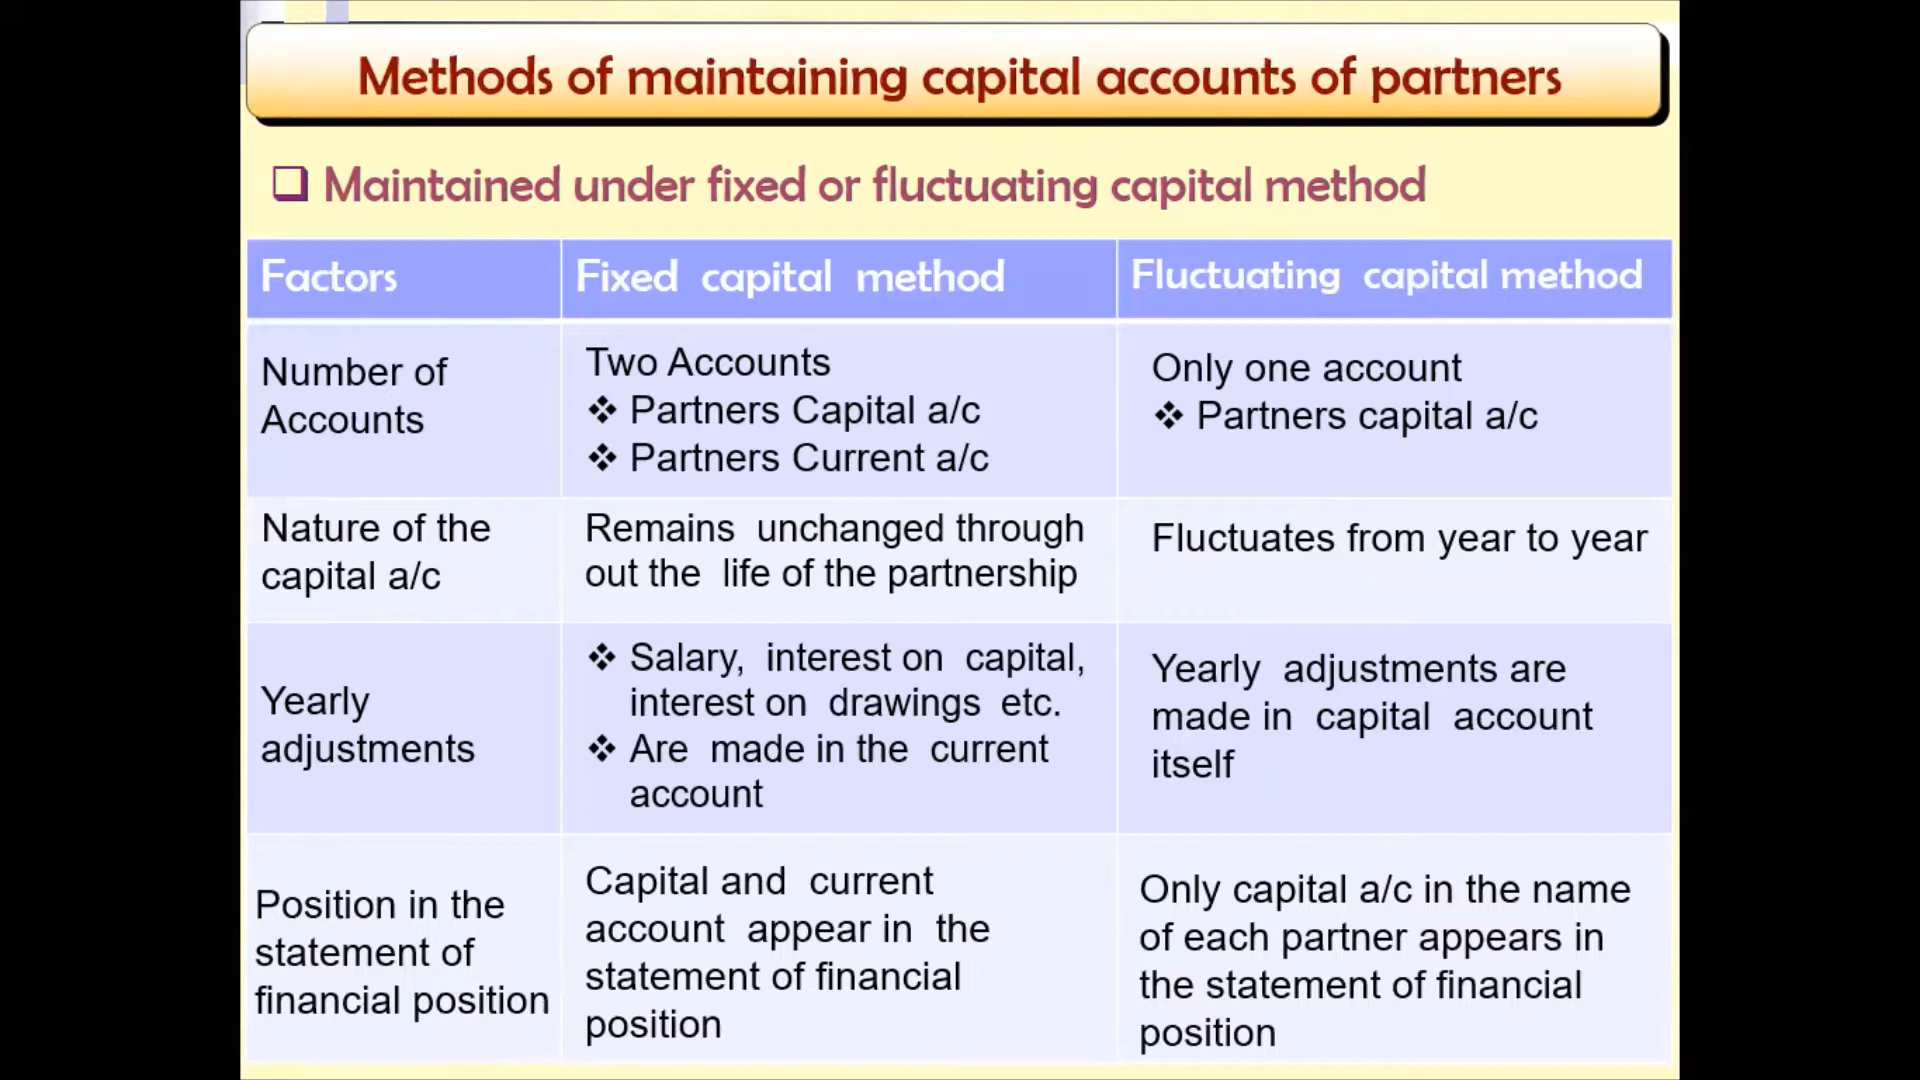 Methods of maintaining capital accounts of partners
❑ Maintained under fixed or fluctuating capital method
Factors
Fixed capital method
Fluctuating capital method
Number of
Accounts
Two Accounts
❖ Partners Capital a/c
❖ Partners Current a/c
Only one account
❖ Partners capital a/c
Nature of the
capital a/c
Remains unchanged through
out the life of the partnership
Fluctuates from year to year
Yearly
adjustments
❖ Salary, interest on capital,
interest on drawings etc.
❖ Are made in the current
account
Yearly adjustments are
made in capital account
itself
Position in the
statement of
financial position
Capital and current
account appear in the
statement of financial
position
Only capital a/c in the name
of each partner appears in
the statement of financial
position